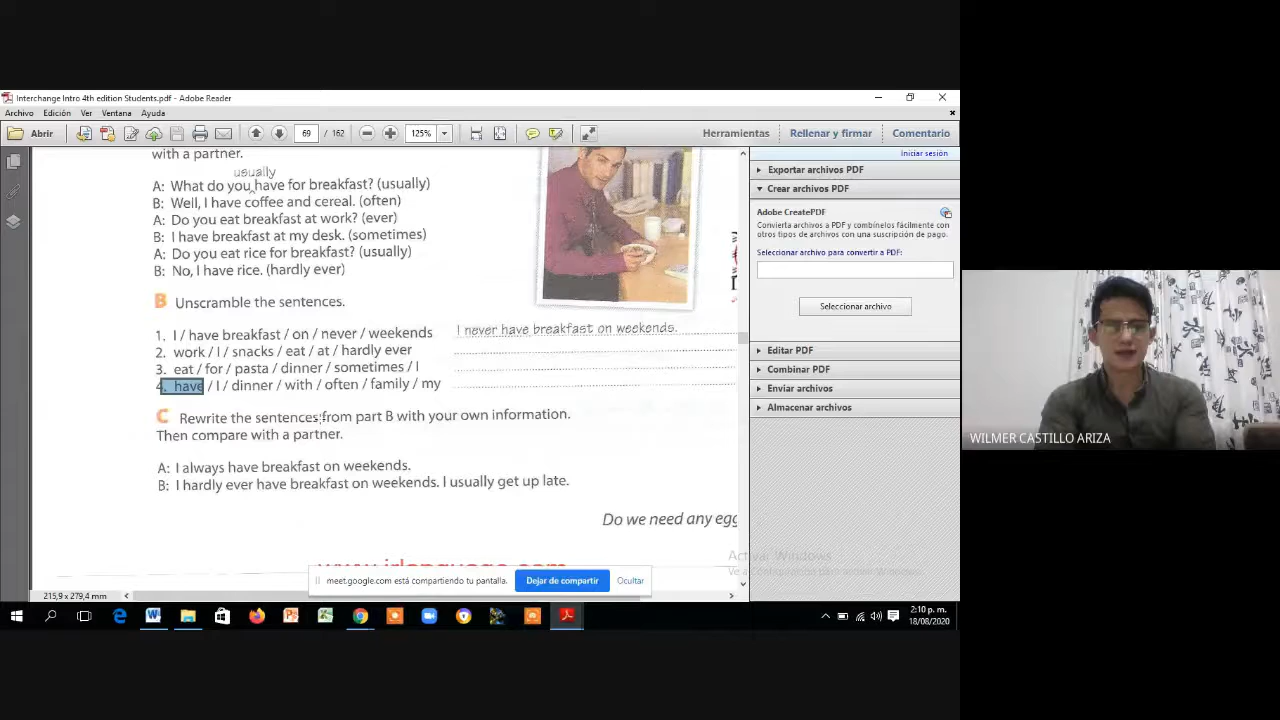 Interchange Intro 4th edition Students.pdf - Adobe Reader
Archivo Edición Ver Ventana Ayuda
Abrir 69 / 162 125% Herramientas Rellenar y firmar Comentario
with a partner.
usually
A: What do you have for breakfast? (usually)
B: Well, I have coffee and cereal. (often)
A: Do you eat breakfast at work? (ever)
B: I have breakfast at my desk. (sometimes)
A: Do you eat rice for breakfast? (usually)
B: No, I have rice. (hardly ever)
B Unscramble the sentences.
1. I / have breakfast / on / never / weekends I never have breakfast on weekends.
2. work / I / snacks / eat / at / hardly ever
3. eat / for / pasta / dinner / sometimes / I
4. have / I / dinner / with / often / family / my
C Rewrite the sentences from part B with your own information.
Then compare with a partner.
A: I always have breakfast on weekends.
B: I hardly ever have breakfast on weekends. I usually get up late.
Do we need any egg
Iniciar sesión
Exportar archivos PDF
Crear archivos PDF
Adobe CreatePDF
Convierta archivos a PDF y combínelos fácilmente
con otros tipos de archivos con una suscripción de pago.
Seleccionar archivo para convertir a PDF:
Seleccionar archivo
Editar PDF
Combinar PDF
Enviar archivos
Almacenar archivos
Activar Windows
meet.google.com está compartiendo tu pantalla. Dejar de compartir Ocultar
215,9 x 279,4 mm
2:10 p. m.
18/08/2020
WILMER CASTILLO ARIZA